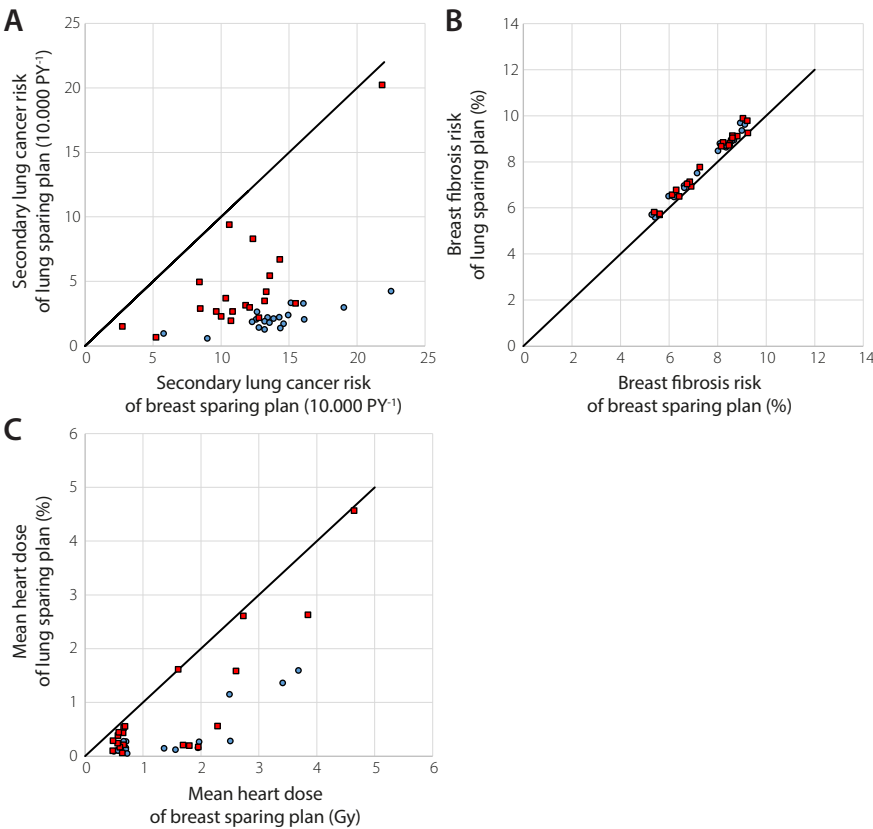 A
Secondary lung cancer risk
of lung sparing plan (10.000 PY⁻¹)
25
20
15
10
5
0
0 5 10 15 20 25
Secondary lung cancer risk
of breast sparing plan (10.000 PY⁻¹)
B
Breast fibrosis risk
of lung sparing plan (%)
14
12
10
8
6
4
2
0
0 2 4 6 8 10 12 14
Breast fibrosis risk
of breast sparing plan (%)
C
Mean heart dose
of lung sparing plan (%)
6
5
4
3
2
1
0
0 1 2 3 4 5 6
Mean heart dose
of breast sparing plan (Gy)